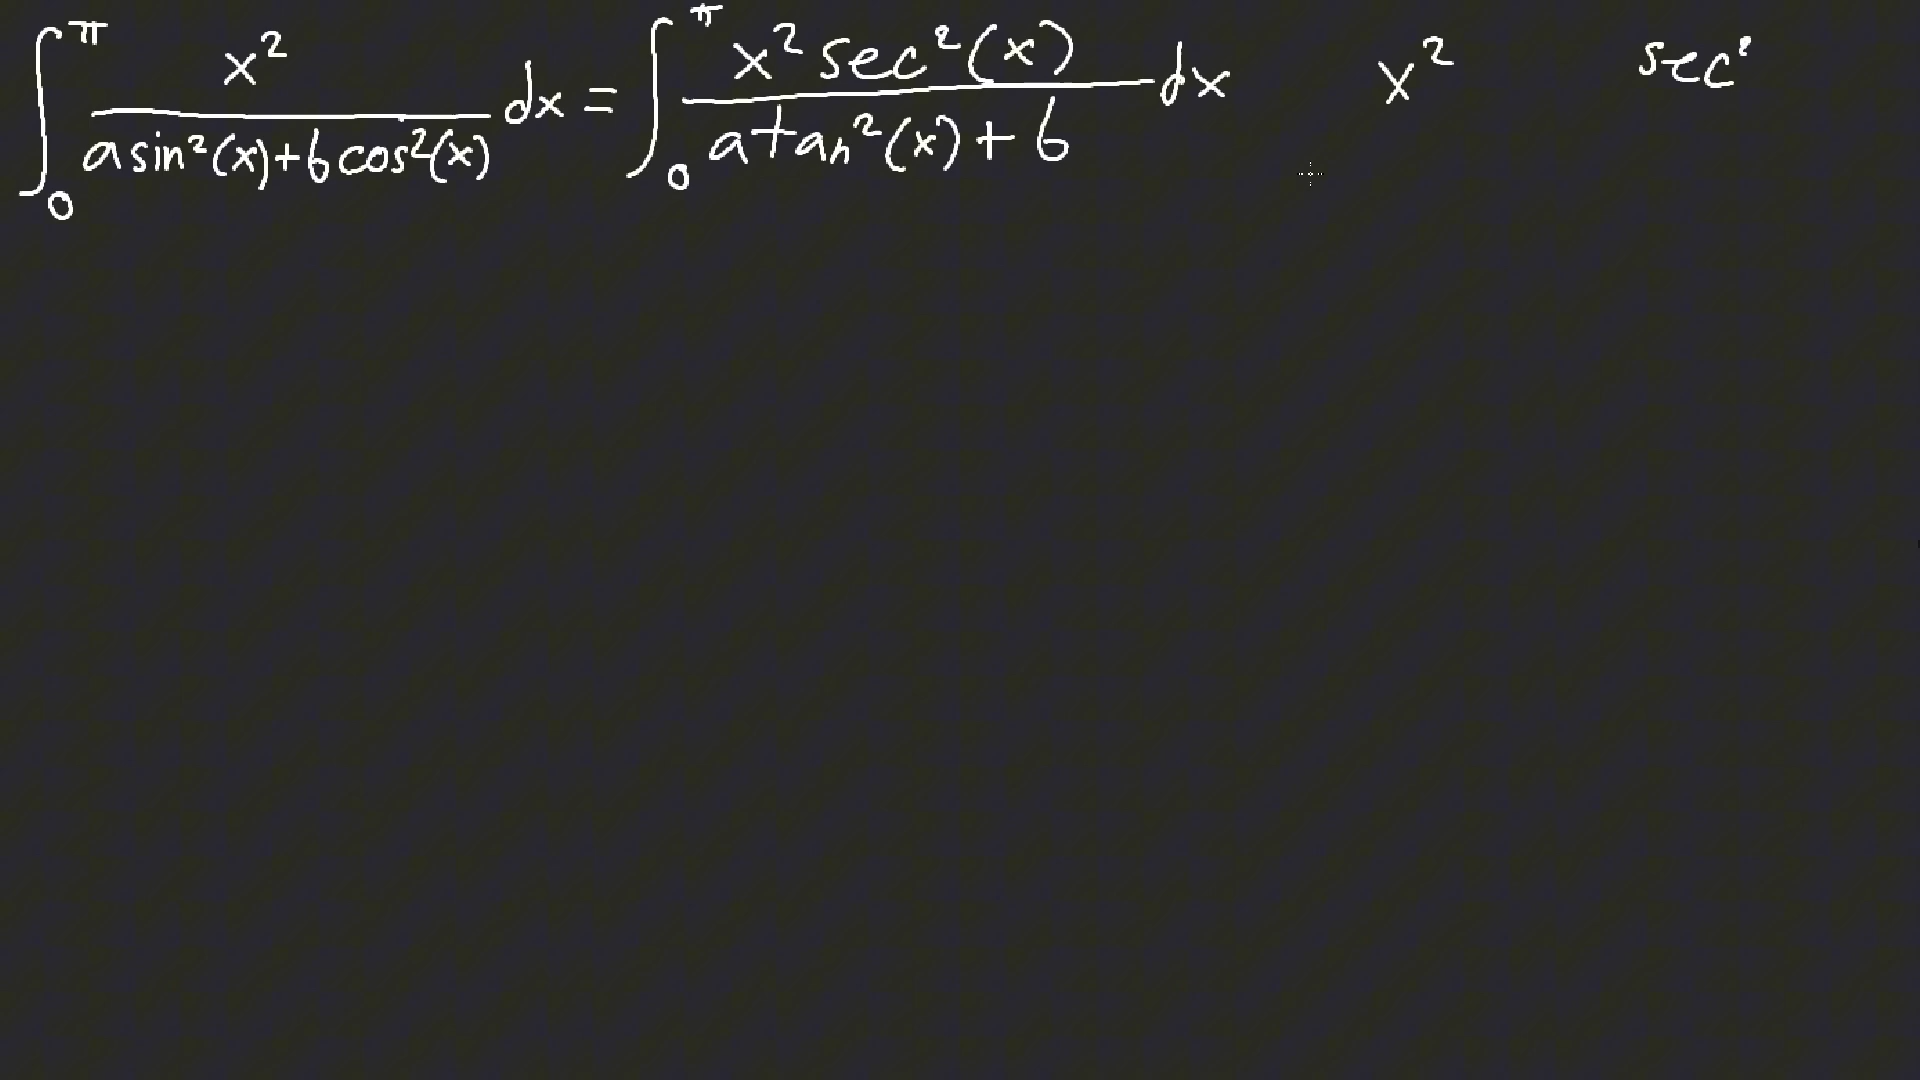 ∫₀^π x² / (a sin²(x) + b cos²(x)) dx = ∫₀^π x² sec²(x) / (a tan²(x) + b) dx    x²    sec²